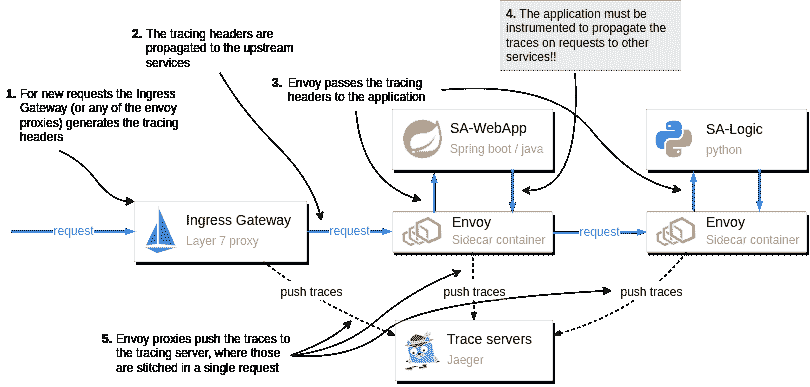 1. For new requests the Ingress
Gateway (or any of the envoy
proxies) generates the tracing
headers
2. The tracing headers are
propagated to the upstream
services
3. Envoy passes the tracing
headers to the application
4. The application must be
instrumented to propagate the
traces on requests to other
services!!
SA-WebApp
Spring boot / java
SA-Logic
python
request
Ingress Gateway
Layer 7 proxy
request
Envoy
Sidecar container
request
Envoy
Sidecar container
push traces
push traces
push traces
5. Envoy proxies push the traces to
the tracing server, where those
are stitched in a single request
Trace servers
Jaeger